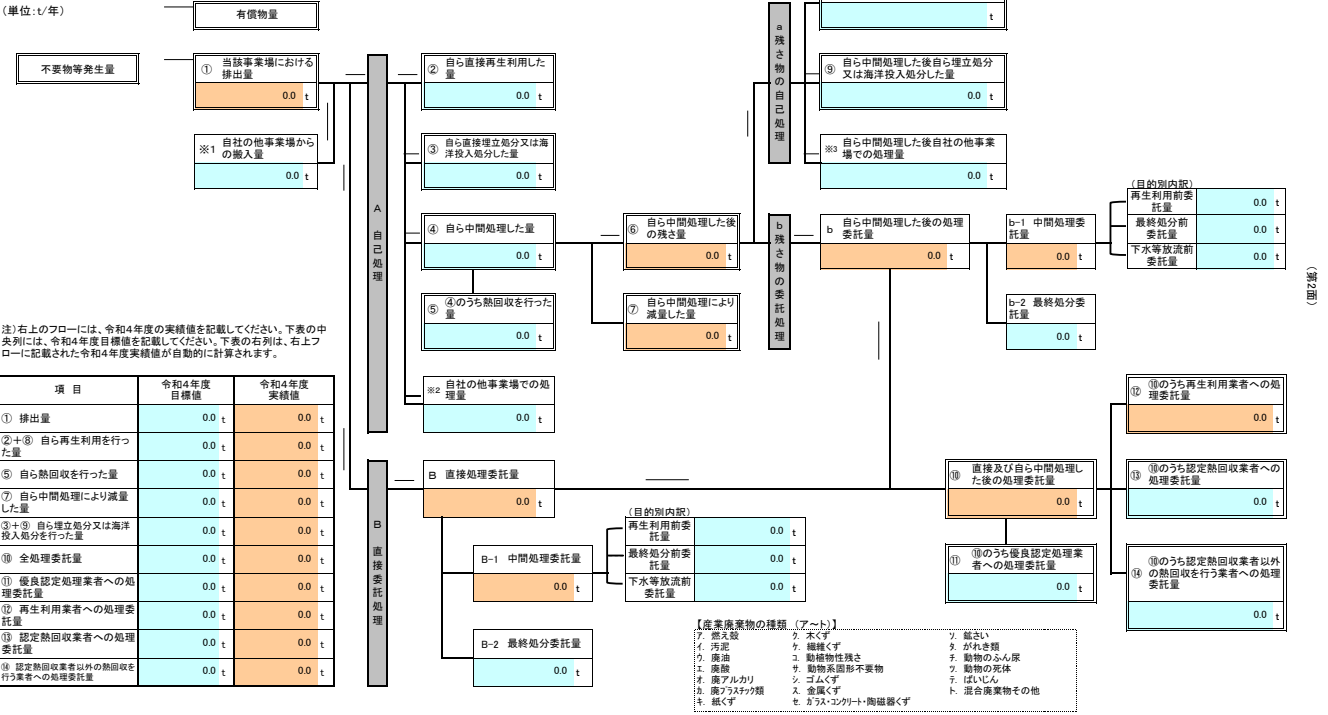 (単位:t/年)
有償物量
不要物等発生量
① 当該事業場における
排出量
0.0 t
※1 自社の他事業場から
の搬入量
0.0 t
A 自己処理
② 自ら直接再生利用した
量
0.0 t
③ 自ら直接埋立処分又は海
洋投入処分した量
0.0 t
④ 自ら中間処理した量
0.0 t
⑤ ④のうち熱回収を行った
量
0.0 t
※2 自社の他事業場での処
理量
0.0 t
⑥ 自ら中間処理した後
の残さ量
0.0 t
⑦ 自ら中間処理により
減量した量
0.0 t
a 残さ物の自己処理
t
⑨ 自ら中間処理した後自ら埋立処分
又は海洋投入処分した量
0.0 t
※3 自ら中間処理した後自社の他事業
場での処理量
0.0 t
b 残さ物の委託処理
b 自ら中間処理した後の処理
委託量
0.0 t
b-1 中間処理委
託量
0.0 t
(目的別内訳)
再生利用前委
託量
0.0 t
最終処分前
委託量
0.0 t
下水等放流前
委託量
0.0 t
b-2 最終処分委
託量
0.0 t
(第2面)
注)右上のフローには、令和4年度の実績値を記載してください。下表の中
央列には、令和4年度目標値を記載してください。下表の右列は、右上フ
ローに記載された令和4年度実績値が自動的に計算されます。
項 目 令和4年度 令和4年度
目標値 実績値
① 排出量 0.0 t 0.0 t
②+⑧ 自ら再生利用を行っ
た量 0.0 t 0.0 t
⑤ 自ら熱回収を行った量 0.0 t 0.0 t
⑦ 自ら中間処理により減量
した量 0.0 t 0.0 t
③+⑨ 自ら埋立処分又は海洋
投入処分を行った量 0.0 t 0.0 t
⑩ 全処理委託量 0.0 t 0.0 t
⑪ 優良認定処理業者への処
理委託量 0.0 t 0.0 t
⑫ 再生利用業者への処理委
託量 0.0 t 0.0 t
⑬ 認定熱回収業者への処理
委託量 0.0 t 0.0 t
⑭ 認定熱回収業者以外の熱回収を
行う業者への処理委託量 0.0 t 0.0 t
B 直接委託処理
B 直接処理委託量
0.0 t
B-1 中間処理委託量
0.0 t
(目的別内訳)
再生利用前委
託量
0.0 t
最終処分前委
託量
0.0 t
下水等放流前
委託量
0.0 t
B-2 最終処分委託量
0.0 t
⑩ 直接及び自ら中間処理し
た後の処理委託量
0.0 t
⑪ ⑩のうち優良認定処理業
者への処理委託量
0.0 t
⑫ ⑩のうち再生利用業者への処
理委託量
0.0 t
⑬ ⑩のうち認定熱回収業者への
処理委託量
0.0 t
⑭ ⑩のうち認定熱回収業者以外
の熱回収を行う業者への処理
委託量
0.0 t
【産業廃棄物の種類 (ア~ト)】
ア. 燃え殻 ク. 木くず ソ. 鉱さい
イ. 汚泥 ケ. 繊維くず タ. がれき類
ウ. 廃油 コ. 動植物性残さ チ. 動物のふん尿
エ. 廃酸 サ. 動物系固形不要物 ツ. 動物の死体
オ. 廃アルカリ シ. ゴムくず テ. ばいじん
カ. 廃プラスチック類 ス. 金属くず ト. 混合廃棄物その他
キ. 紙くず セ. ガラス・コンクリート・陶磁器くず